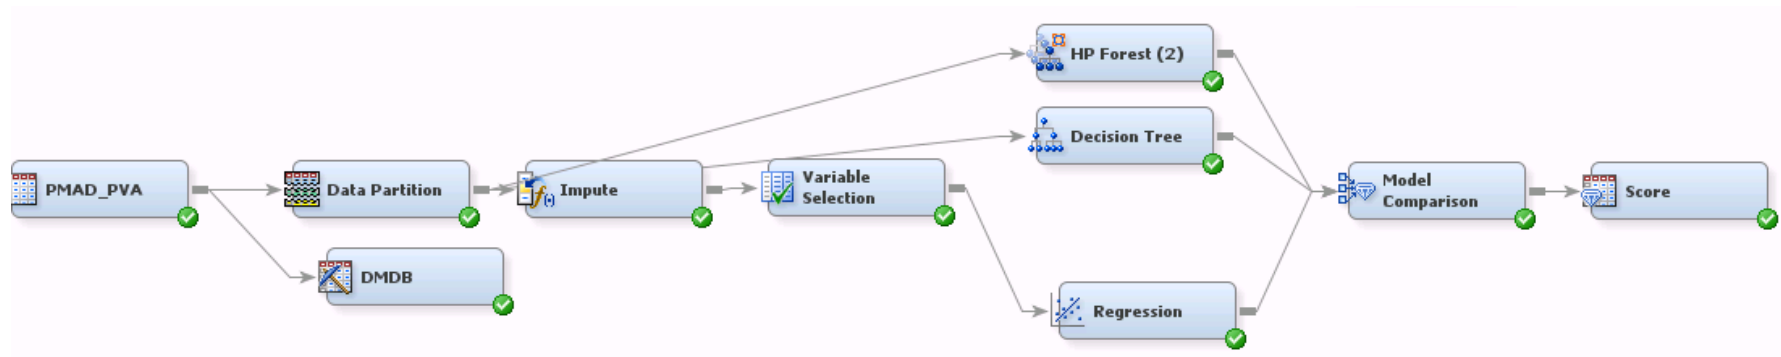 HP Forest (2)
Decision Tree
PMAD_PVA
Data Partition
Impute
Variable
Selection
Model
Comparison
Score
DMDB
Regression